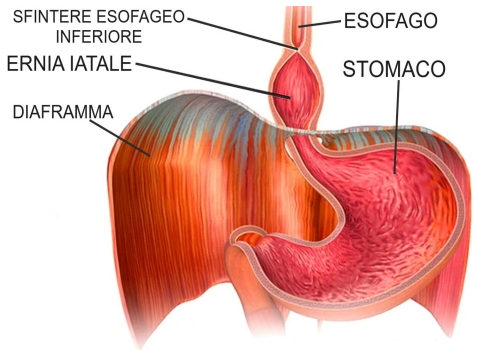 SFINTERE ESOFAGEO
INFERIORE
ESOFAGO
ERNIA IATALE
STOMACO
DIAFRAMMA